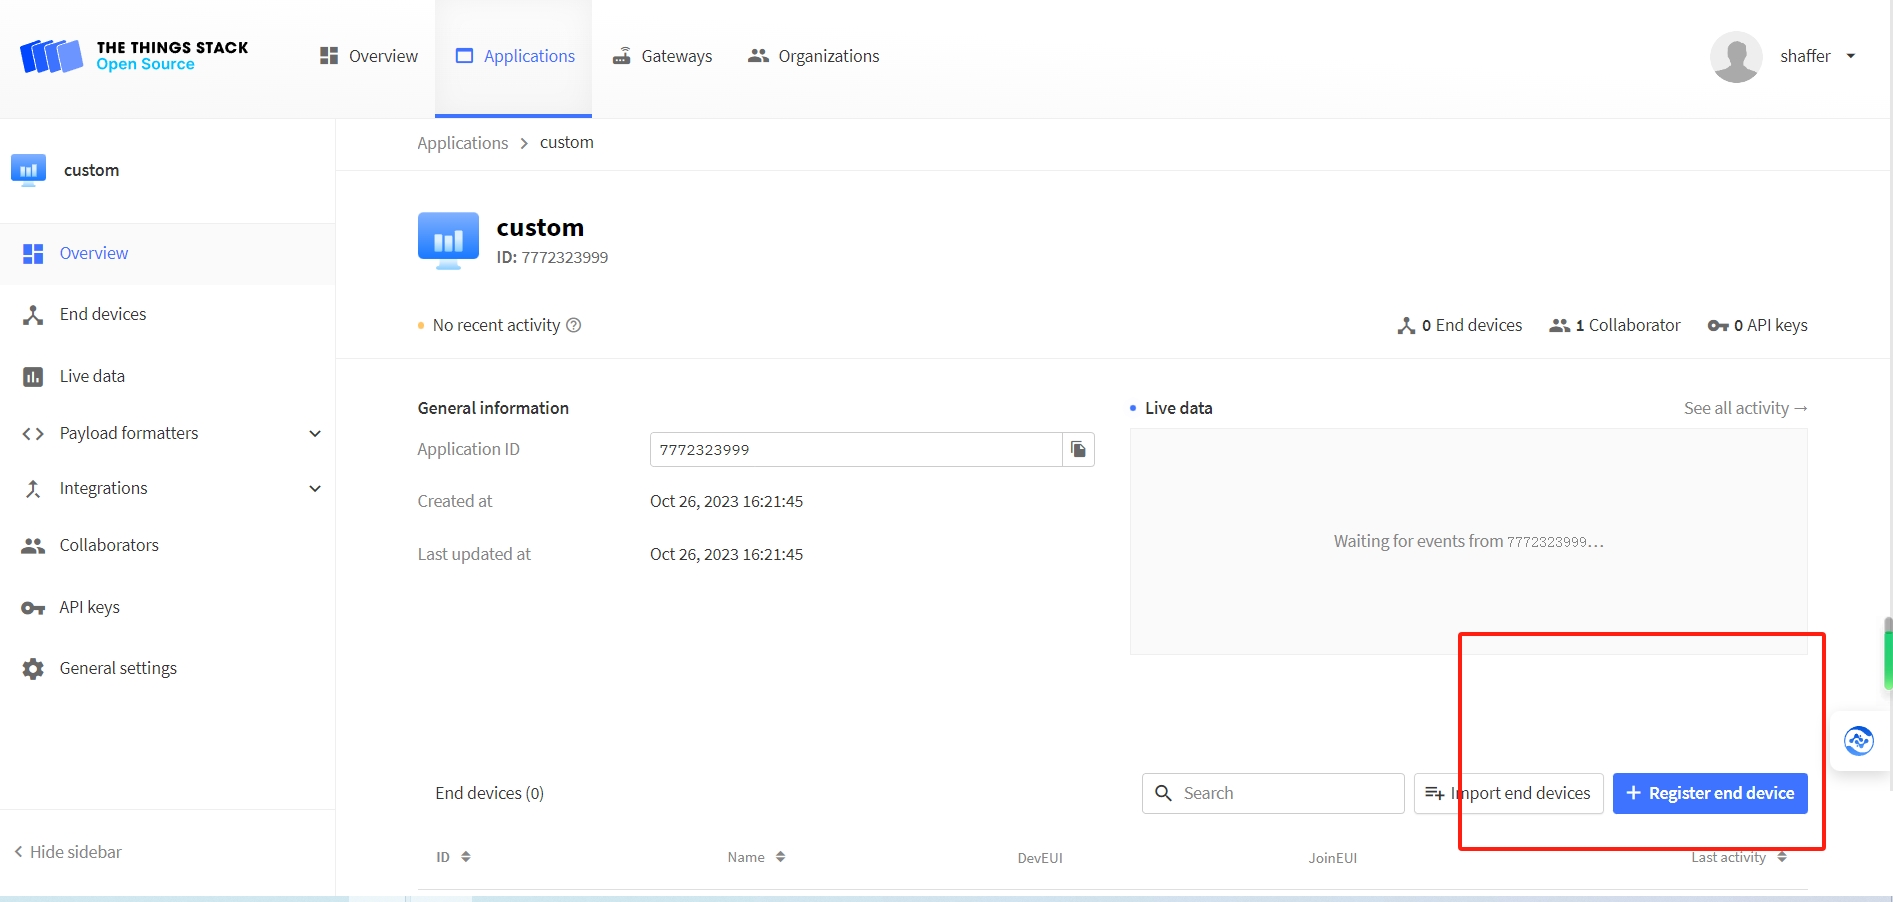 THE THINGS STACK
Open Source
Overview
Applications
Gateways
Organizations
shaffer
custom
Overview
End devices
Live data
Payload formatters
Integrations
Collaborators
API keys
General settings
Hide sidebar
Applications > custom
custom
ID: 7772323999
No recent activity
0 End devices
1 Collaborator
0 API keys
General information
Application ID 7772323999
Created at Oct 26, 2023 16:21:45
Last updated at Oct 26, 2023 16:21:45
Live data
See all activity →
Waiting for events from 7772323999...
End devices (0)
Search
Import end devices
+ Register end device
ID Name DevEUI JoinEUI Last activity